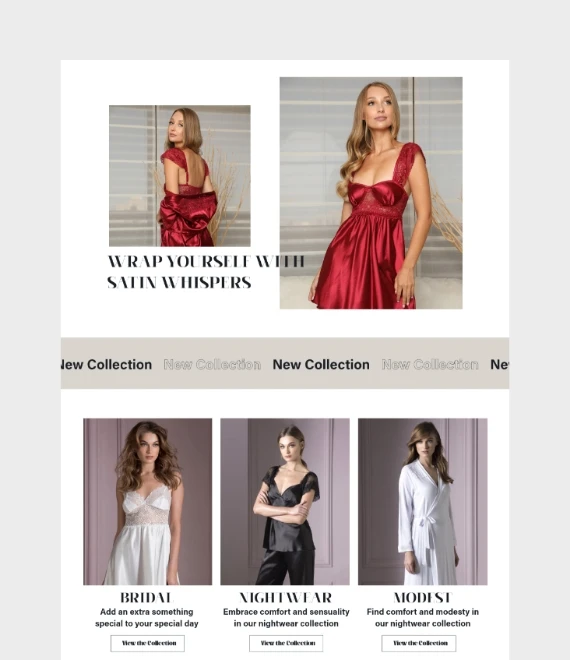 WRAP YOURSELF WITH
SATIN WHISPERS
New Collection New Collection New Collection New Collection Ne
BRIDAL
Add an extra something
special to your special day
View the Collection
NIGHTWEAR
Embrace comfort and sensuality
in our nightwear collection
View the Collection
MODEST
Find comfort and modesty in
our nightwear collection
View the Collection